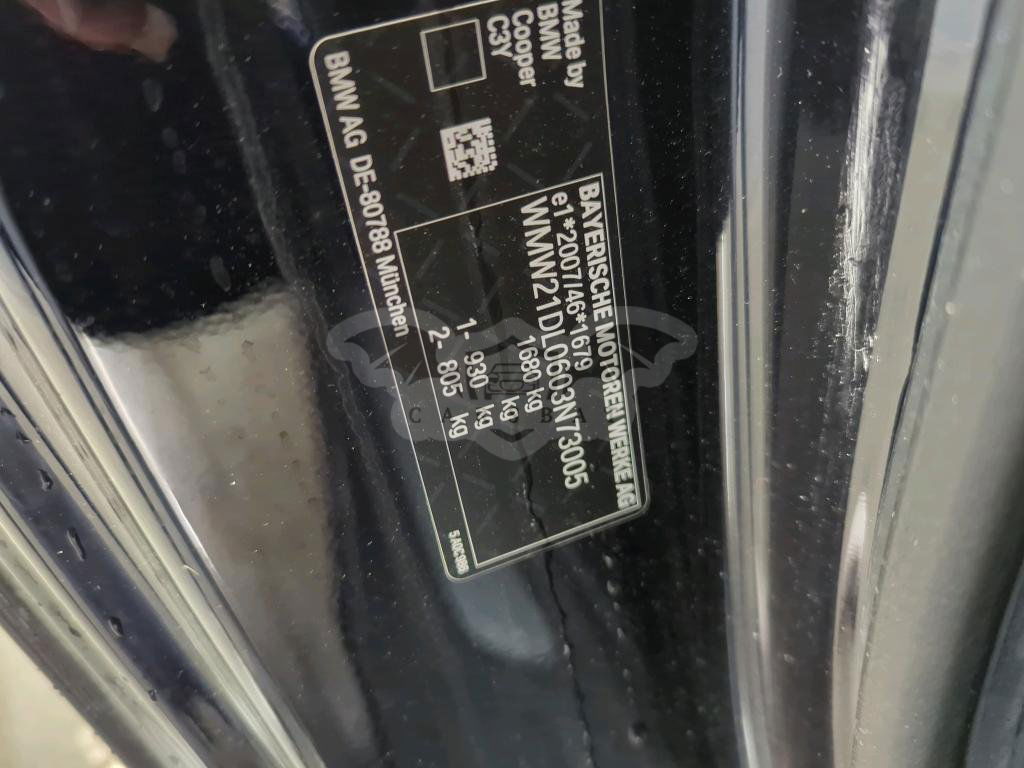 BAYERISCHE MOTOREN WERKE AG
e1*2007/46*1679
WMW21DL0603N73005
1680 kg
1- 930 kg
2- 805 kg
Made by
BMW
Cooper
C3Y
BMW AG DE-80788 München